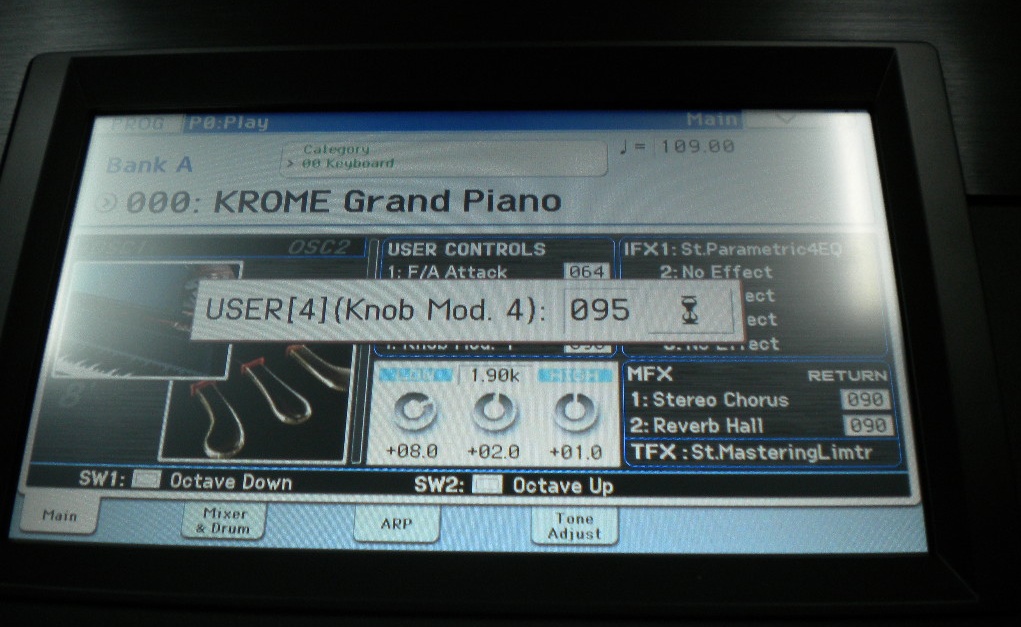 PROG P0:Play Main
Bank A
Category
> 00 Keyboard
♩ = 109.00
000: KROME Grand Piano
OSC2
USER CONTROLS
1: F/A Attack 064
IFX1: St.Parametric4EQ
2: No Effect
ect
ect
USER[4](Knob Mod. 4): 095
1.90k
+08.0 +02.0 +01.0
MFX RETURN
1: Stereo Chorus 090
2: Reverb Hall 090
TFX : St.MasteringLimtr
SW1: Octave Down
SW2: Octave Up
Main
Mixer
& Drum
ARP
Tone
Adjust